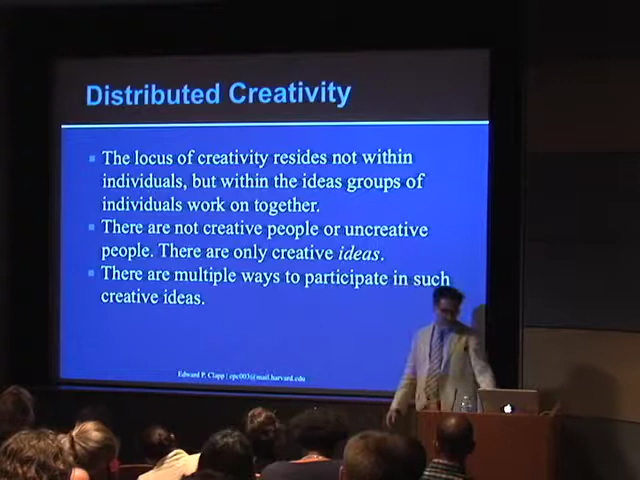 Distributed Creativity
The locus of creativity resides not within
individuals, but within the ideas groups of
individuals work on together.
There are not creative people or uncreative
people. There are only creative ideas.
There are multiple ways to participate in such
creative ideas.
Edward P. Clapp | epc003@mail.harvard.edu